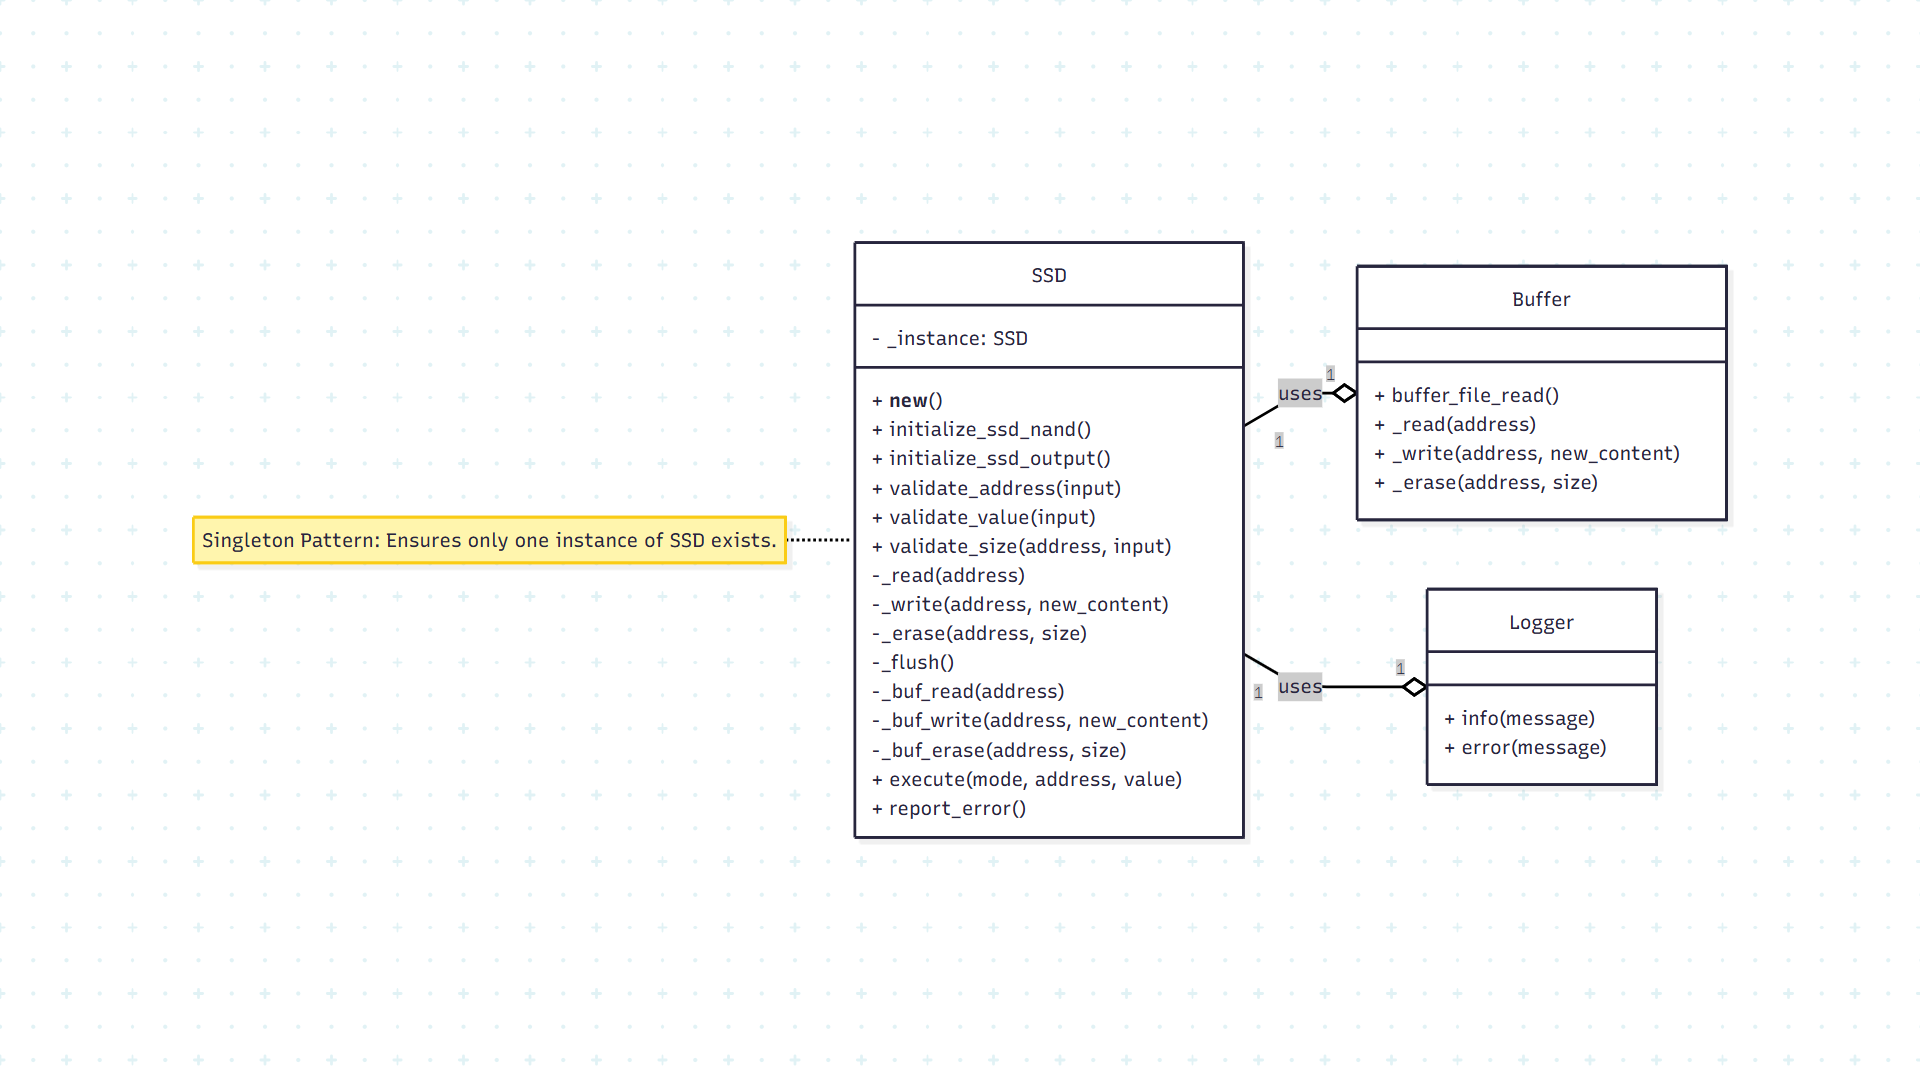 Singleton Pattern: Ensures only one instance of SSD exists.
SSD
- _instance: SSD
+ new()
+ initialize_ssd_nand()
+ initialize_ssd_output()
+ validate_address(input)
+ validate_value(input)
+ validate_size(address, input)
-_read(address)
-_write(address, new_content)
-_erase(address, size)
-_flush()
-_buf_read(address)
-_buf_write(address, new_content)
-_buf_erase(address, size)
+ execute(mode, address, value)
+ report_error()
1
uses
1
Buffer
+ buffer_file_read()
+ _read(address)
+ _write(address, new_content)
+ _erase(address, size)
1
uses
1
Logger
+ info(message)
+ error(message)